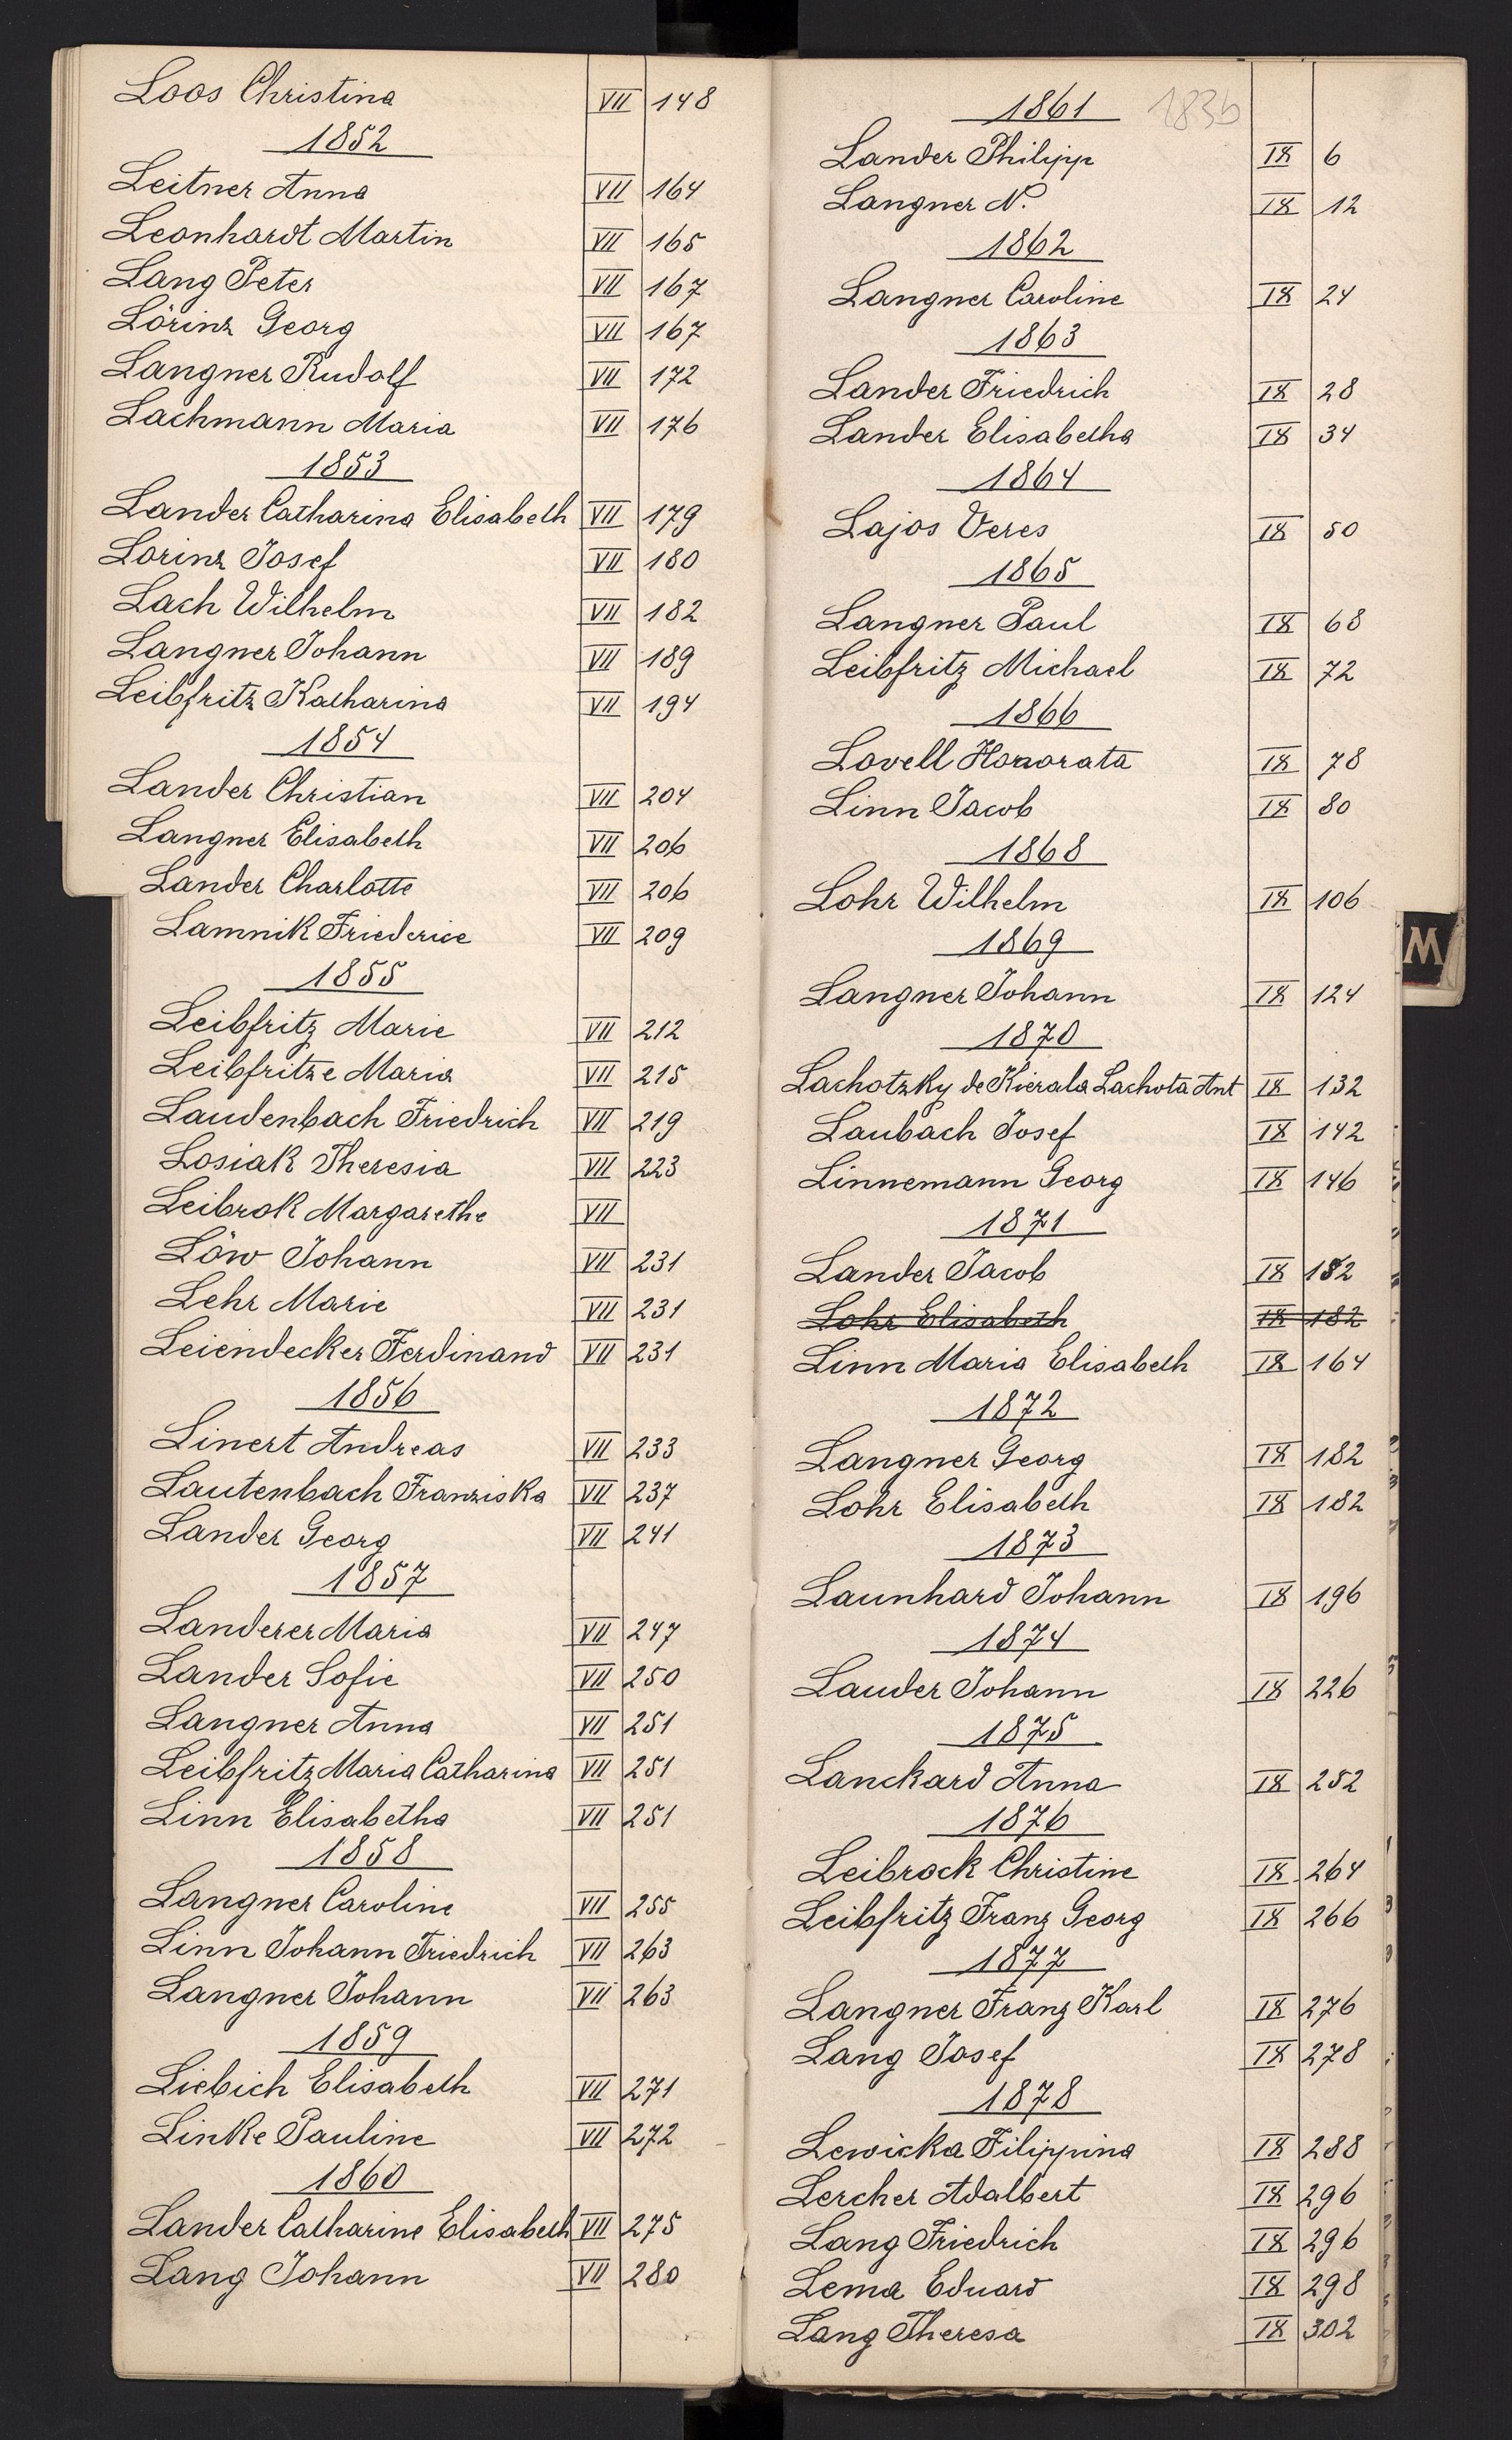 Loos Christina VII 148
1852
Leitner Anna VII 164
Leonhardt Martin VII 165
Lang Peter VII 167
Lörinz Georg VII 167
Langner Rudolf VII 172
Lachmann Maria VII 176
1853
Lander Catharina Elisabeth VII 179
Lorinz Josef VII 180
Lach Wilhelm VII 182
Langner Johann VII 189
Leibfritz Katharina VII 194
1854
Lander Christian VII 204
Langner Elisabeth VII 206
Lander Charlotte VII 206
Lamnik Friederice VII 209
1855
Leibfritz Marie VII 212
Leibfritze Maria VII 215
Laudenbach Friedrich VII 219
Losiak Theresia VII 223
Leibrok Margarethe VII
Löw Johann VII 231
Lehr Marie VII 231
Leiendecker Ferdinand VII 231
1856
Linert Andreas VII 233
Lautenbach Franziska VII 237
Lander Georg VII 241
1857
Landerer Maria VII 247
Lander Sofie VII 250
Langner Anna VII 251
Leibfritz Maria Catharina VII 251
Linn Elisabetha VII 251
1858
Langner Caroline VII 255
Linn Johann Friedrich VII 263
Langner Johann VII 263
1859
Liebich Elisabeth VII 271
Linke Pauline VII 272
1860
Lander Catharine Elisabeth VII 275
Lang Johann VII 280
1861 1836
Lander Philipp IX 6
Langner N. IX 12
1862
Langner Caroline IX 24
1863
Lander Friedrich IX 28
Lander Elisabetha IX 34
1864
Lajos Veres IX 50
1865
Langner Paul IX 68
Leibfritz Michael IX 72
1866
Lovell Honorata IX 78
Linn Jacob IX 80
1868
Lohr Wilhelm IX 106
1869
M
Langner Johann IX 124
1870
Lachotzky de Kierala Lachota Ant IX 132
Laubach Josef IX 142
Linnemann Georg IX 146
1871
Lander Jacob IX 152
Lohr Elisabeth IX 182
Linn Maria Elisabeth IX 164
1872
Langner Georg IX 182
Lohr Elisabeth IX 182
1873
Launhard Johann IX 196
1874
Lauder Johann IX 226
1875
Lanckard Anna IX 252
1876
Leibrock Christine IX 264
Leibfritz Franz Georg IX 266
1877
Langner Franz Karl IX 276
Lang Josef IX 278
1878
Lewicka Filippina IX 288
Lercher Adalbert IX 296
Lang Friedrich IX 296
Lema Eduard IX 298
Lang Theresa IX 302